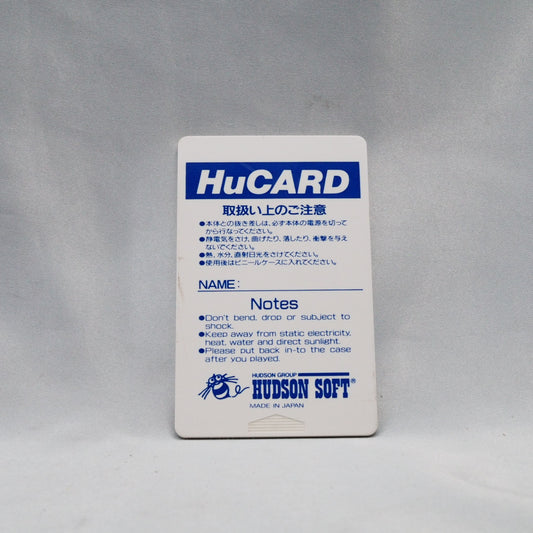 HuCARD
取扱い上のご注意
●本体との抜き差しは、必ず本体の電源を切って
から行なってください。
●静電気をさけ、曲げたり、落したり、衝撃を与え
ないでください。
●熱、水分、直射日光をさけてください。
●使用後はビニールケースに入れてください。
NAME:
Notes
●Don't bend, drop or subject to
shock.
●Keep away from static electricity,
heat, water and direct sunlight.
●Please put back in-to the case
after you played.
HUDSON GROUP
HUDSON SOFT®
MADE IN JAPAN